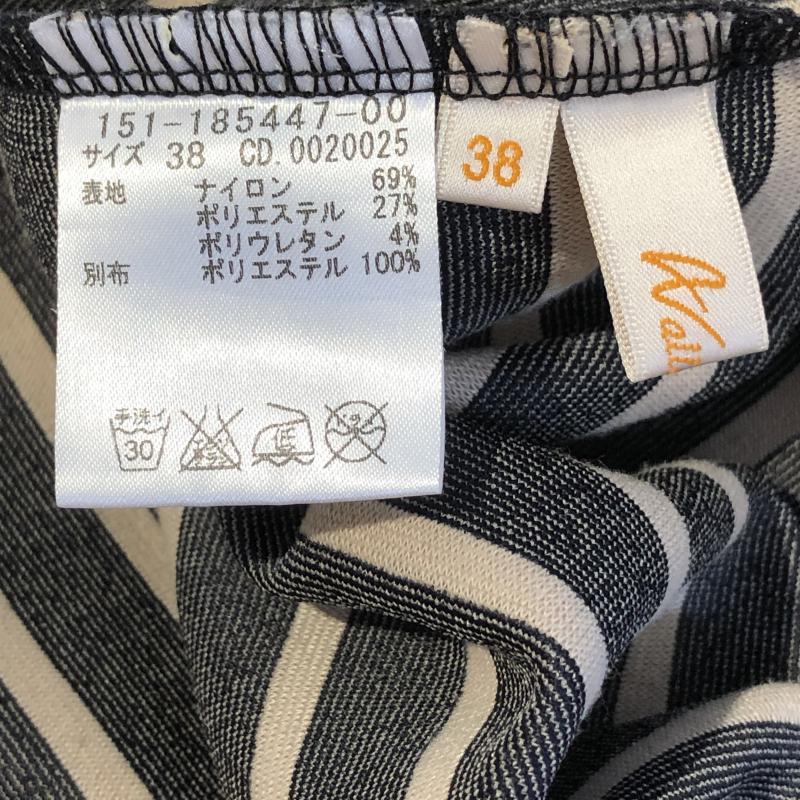 151-185447-00
サイズ 38 CD.0020025
表地 ナイロン 69%
ポリエステル 27%
ポリウレタン 4%
別布 ポリエステル 100%
手洗イ
30
低
38